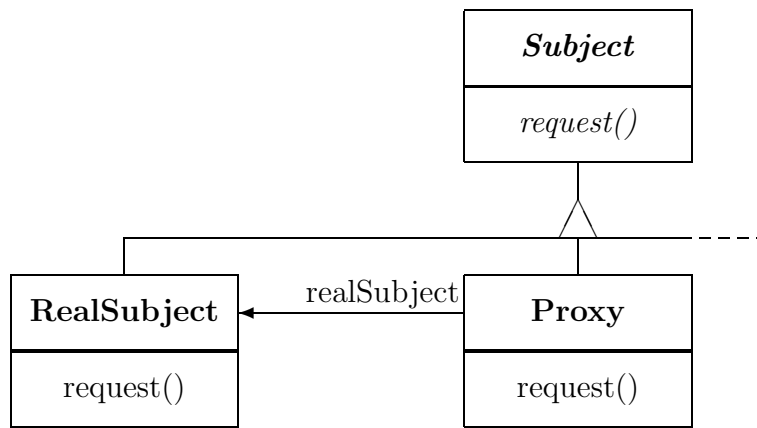 Subject
request()
realSubject
RealSubject
Proxy
request()
request()